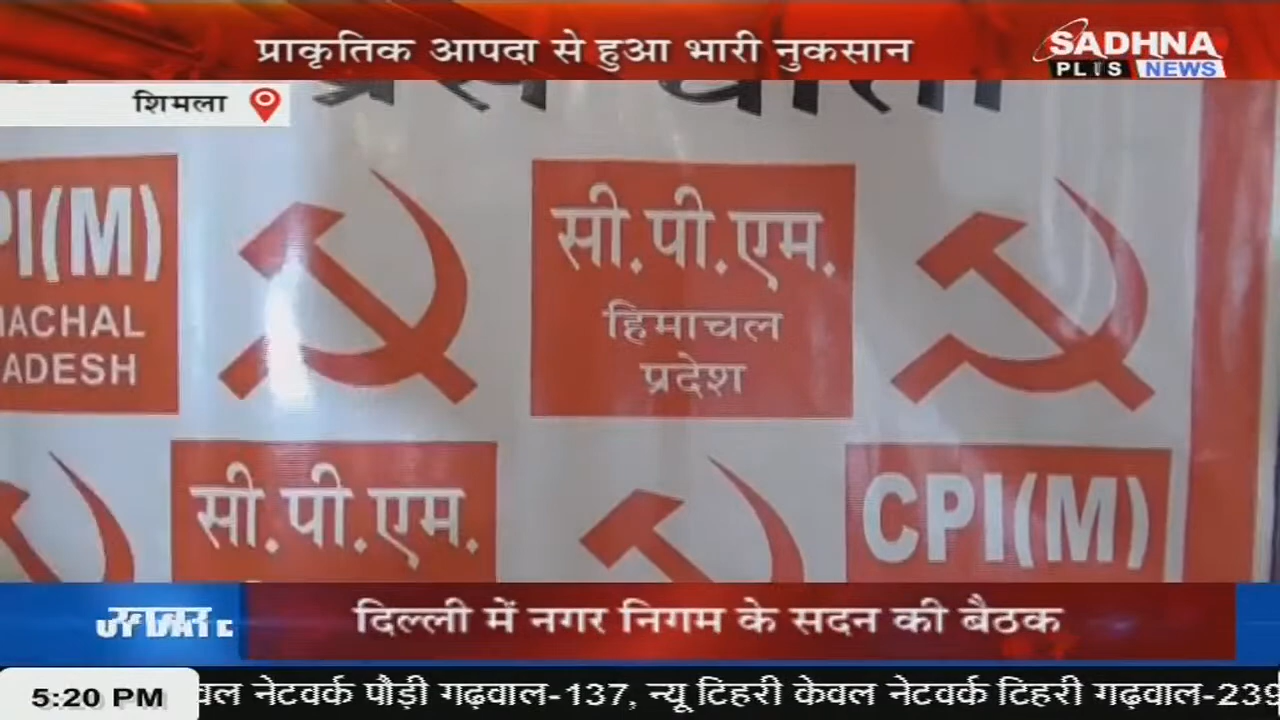 प्राकृतिक आपदा से हुआ भारी नुकसान
SADHNA
PLUS NEWS
शिमला
प्रेस वार्ता
PI(M)
सी.पी.एम.
ACHAL
ADESH
हिमाचल
प्रदेश
सी.पी.एम.
CPI(M)
दिल्ली में नगर निगम के सदन की बैठक
5:20 PM
वल नेटवर्क पौड़ी गढ़वाल-137, न्यू टिहरी केवल नेटवर्क टिहरी गढ़वाल-239